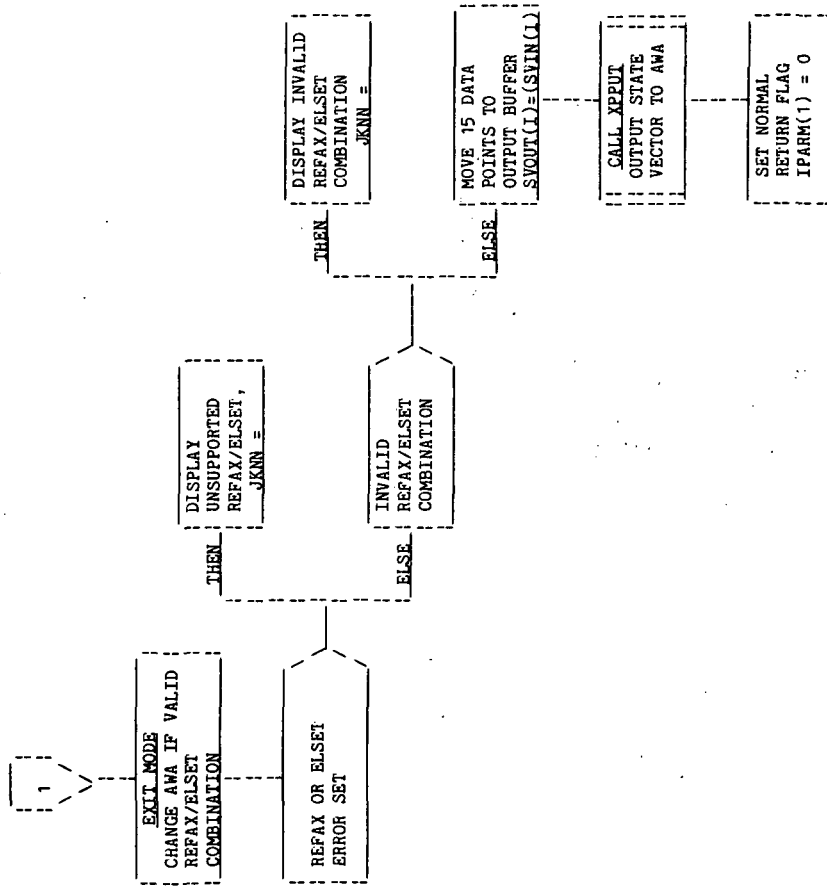 1
EXIT MODE
CHANGE AWA IF VALID
REFAX/ELSET
COMBINATION
REFAX OR ELSET
ERROR SET
THEN
DISPLAY
UNSUPPORTED
REFAX/ELSET,
JKNN =
ELSE
INVALID
REFAX/ELSET
COMBINATION
THEN
DISPLAY INVALID
REFAX/ELSET
COMBINATION
JKNN =
ELSE
MOVE 15 DATA
POINTS TO
OUTPUT BUFFER
SVOUT(I)=(SVIN(I)
CALL XPPUT
OUTPUT STATE
VECTOR TO AWA
SET NORMAL
RETURN FLAG
IPARM(1) = 0